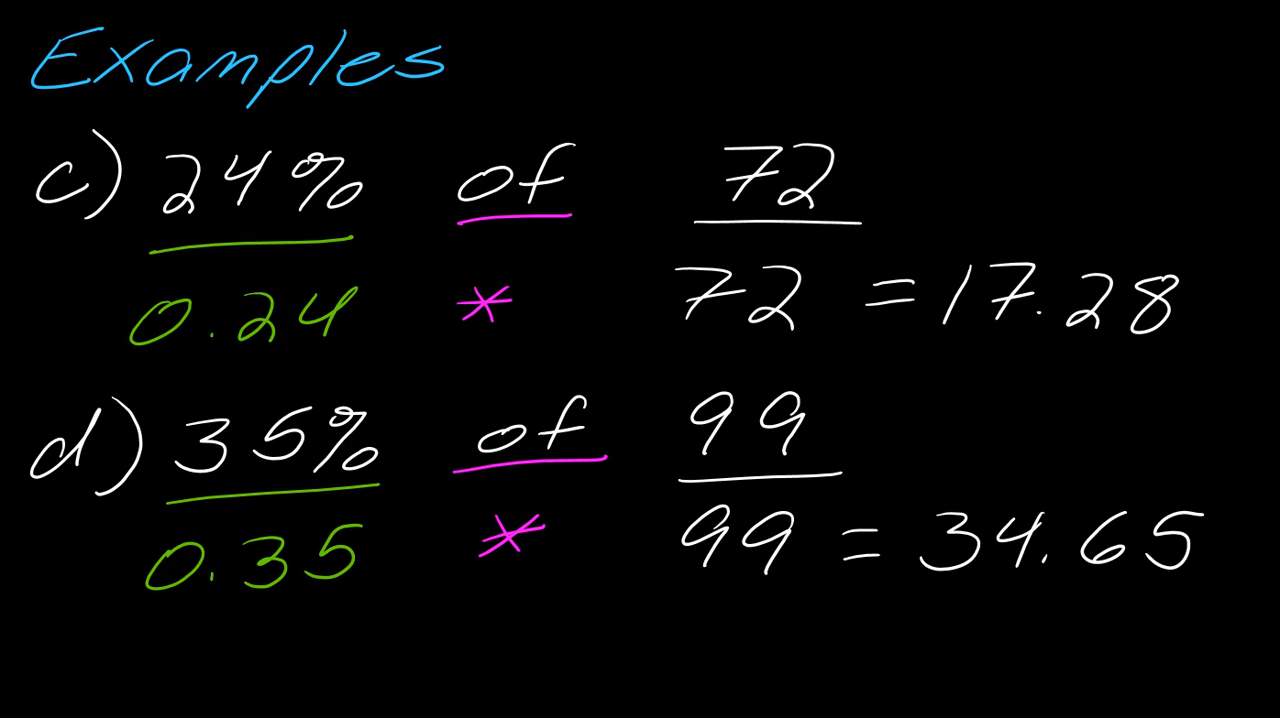 Examples
c) 24% of 72
0.24 * 72 = 17.28
d) 35% of 99
0.35 * 99 = 34.65